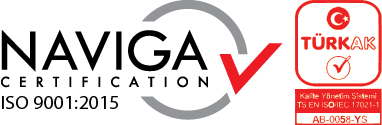 NAVIGA
CERTIFICATION
ISO 9001:2015
TÜRKAK
Kalite Yönetim Sistemi
TS EN ISO/IEC 17021-1
AB-0058-YS